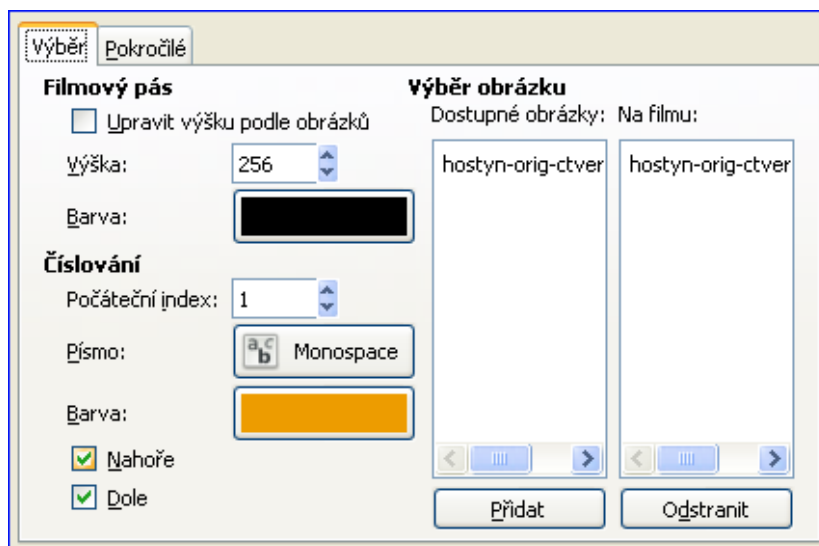 Výběr Pokročilé
Filmový pás
Upravit výšku podle obrázků
Výška: 256
Barva:
Číslování
Počáteční index: 1
Písmo: abc Monospace
Barva:
Nahoře
Dole
Výběr obrázku
Dostupné obrázky: Na filmu:
hostyn-orig-ctver hostyn-orig-ctver
Přidat Odstranit